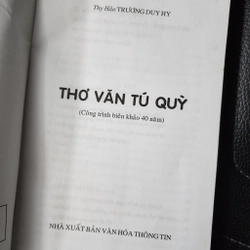 Thy Hảo TRƯƠNG DUY HY
THƠ VĂN TÚ QUỲ
(Công trình biên khảo 40 năm)
NHÀ XUẤT BẢN VĂN HÓA THÔNG TIN